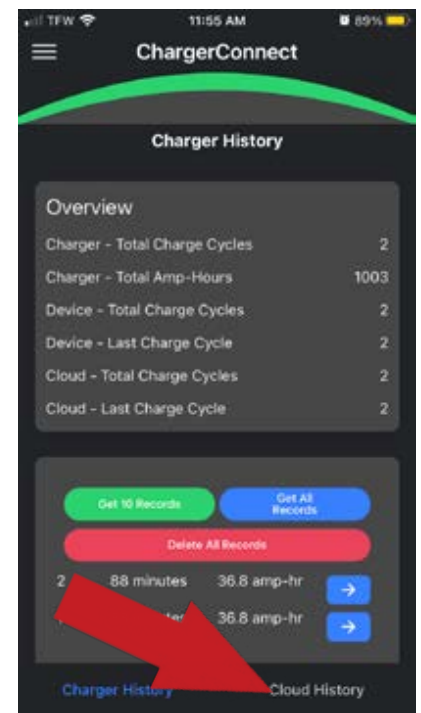 TFW 11:55 AM 89%
ChargerConnect
Charger History
Overview
Charger - Total Charge Cycles 2
Charger - Total Amp-Hours 1003
Device - Total Charge Cycles 2
Device - Last Charge Cycle 2
Cloud - Total Charge Cycles 2
Cloud - Last Charge Cycle 2
Get 10 Records
Get All
Records
Delete All Records
2 88 minutes 36.8 amp-hr
36.8 amp-hr
Charger History Cloud History